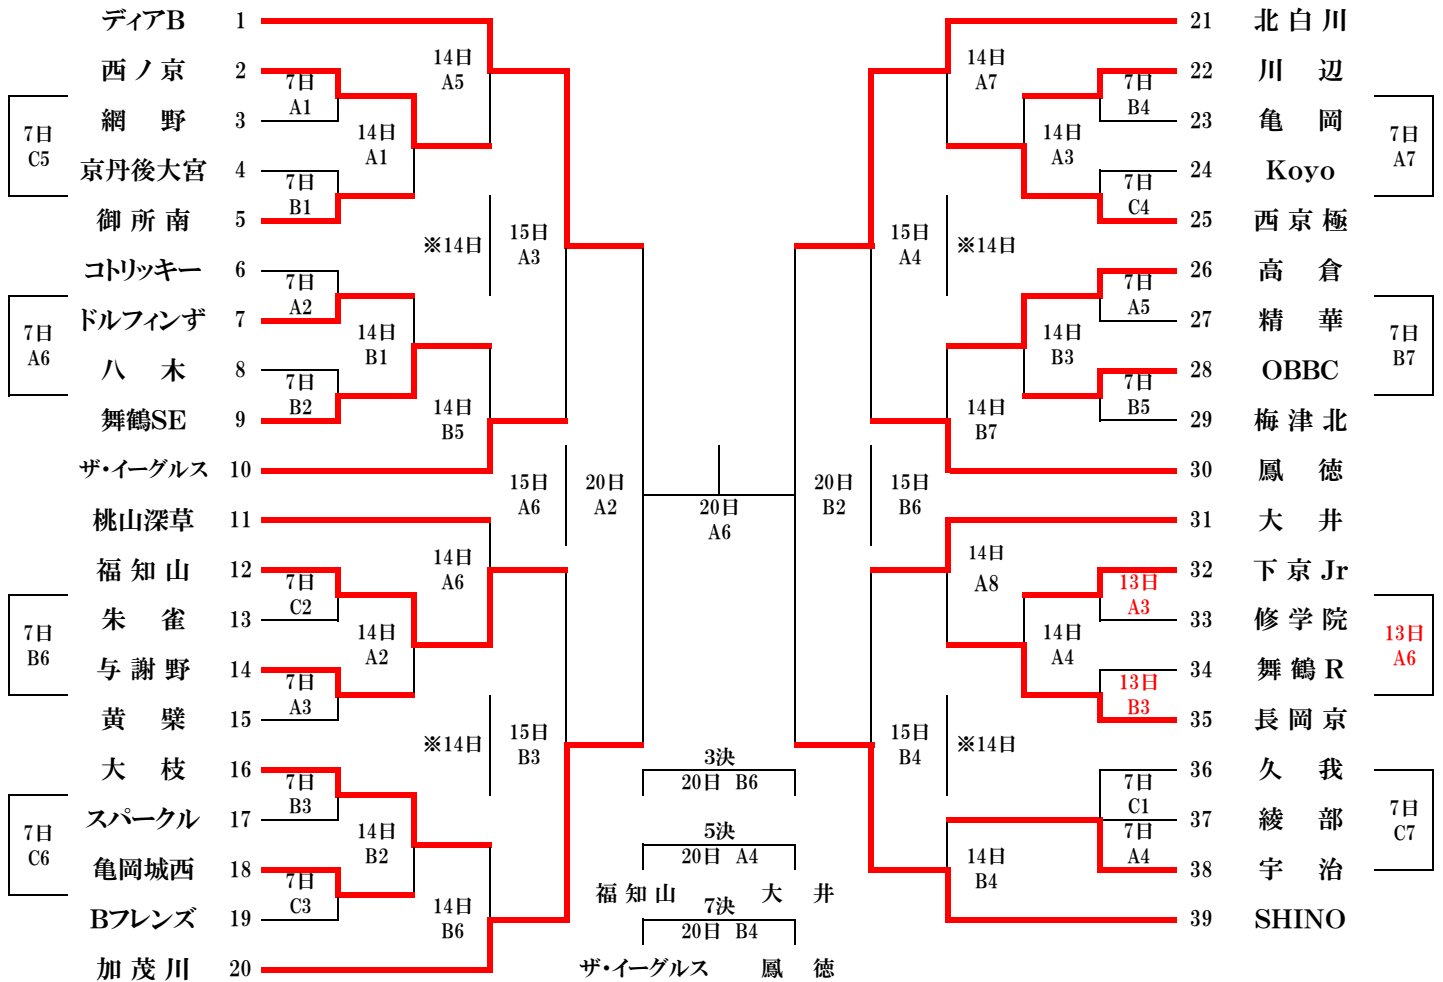 ディアB 1
西ノ京 2
網 野 3
京丹後大宮 4
御所南 5
コトリッキー 6
ドルフィンず 7
八 木 8
舞鶴SE 9
ザ・イーグルス 10
桃山深草 11
福知山 12
朱 雀 13
与謝野 14
黄 檗 15
大 枝 16
スパークル 17
亀岡城西 18
Bフレンズ 19
加茂川 20
7日
C5
7日
A6
7日
B6
7日
C6
7日
A1
7日
B1
7日
A2
7日
B2
7日
C2
7日
A3
7日
B3
7日
C3
14日
A1
14日
B1
14日
A2
14日
B2
14日
A5
※14日
14日
B5
14日
A6
※14日
14日
B6
15日
A3
15日
A6
15日
B3
20日
A2
20日
A6
3決
20日 B6
5決
20日 A4
福知山 大 井
7決
20日 B4
ザ・イーグルス 鳳 徳
20日
B2
15日
A4
15日
B6
15日
B4
14日
A7
※14日
14日
B7
14日
A8
※14日
14日
B4
14日
A3
14日
B3
14日
A4
7日
B4
7日
C4
7日
A5
7日
B5
13日
A3
13日
B3
7日
C1
7日
A4
21 北白川
22 川 辺
23 亀 岡
24 Koyo
25 西京極
26 高 倉
27 精 華
28 OBBC
29 梅津北
30 鳳 徳
31 大 井
32 下京Jr
33 修学院
34 舞鶴R
35 長岡京
36 久 我
37 綾 部
38 宇 治
39 SHINO
7日
A7
7日
B7
13日
A6
7日
C7